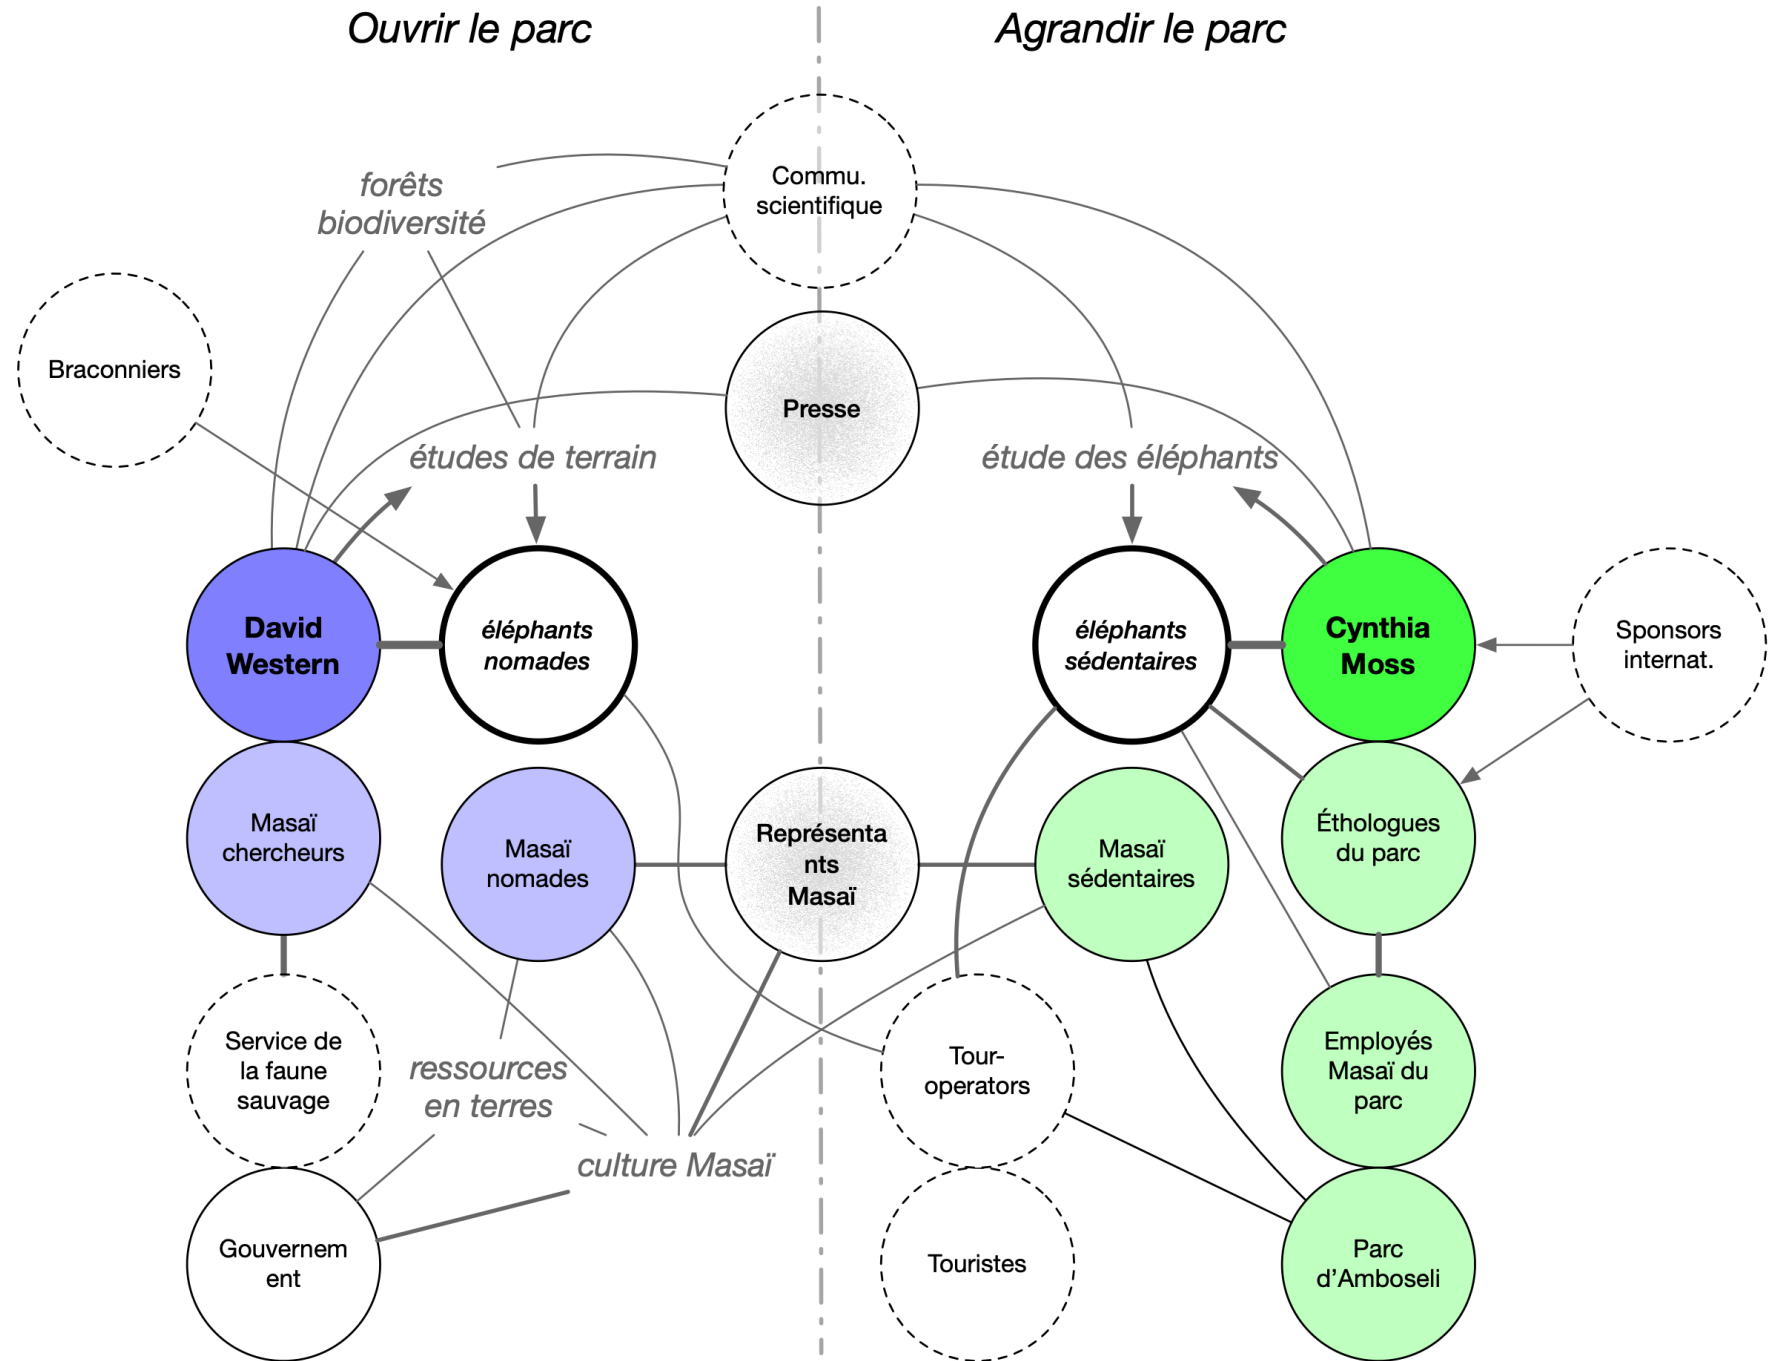 Ouvrir le parc
Agrandir le parc
Commu.
scientifique
forêts
biodiversité
Braconniers
Presse
études de terrain
étude des éléphants
David
Western
éléphants
nomades
éléphants
sédentaires
Cynthia
Moss
Sponsors
internat.
Masaï
chercheurs
Masaï
nomades
Représenta
nts
Masaï
Masaï
sédentaires
Éthologues
du parc
Service de
la faune
sauvage
ressources
en terres
Tour-
operators
Employés
Masaï du
parc
culture Masaï
Gouvernem
ent
Touristes
Parc
d’Amboseli